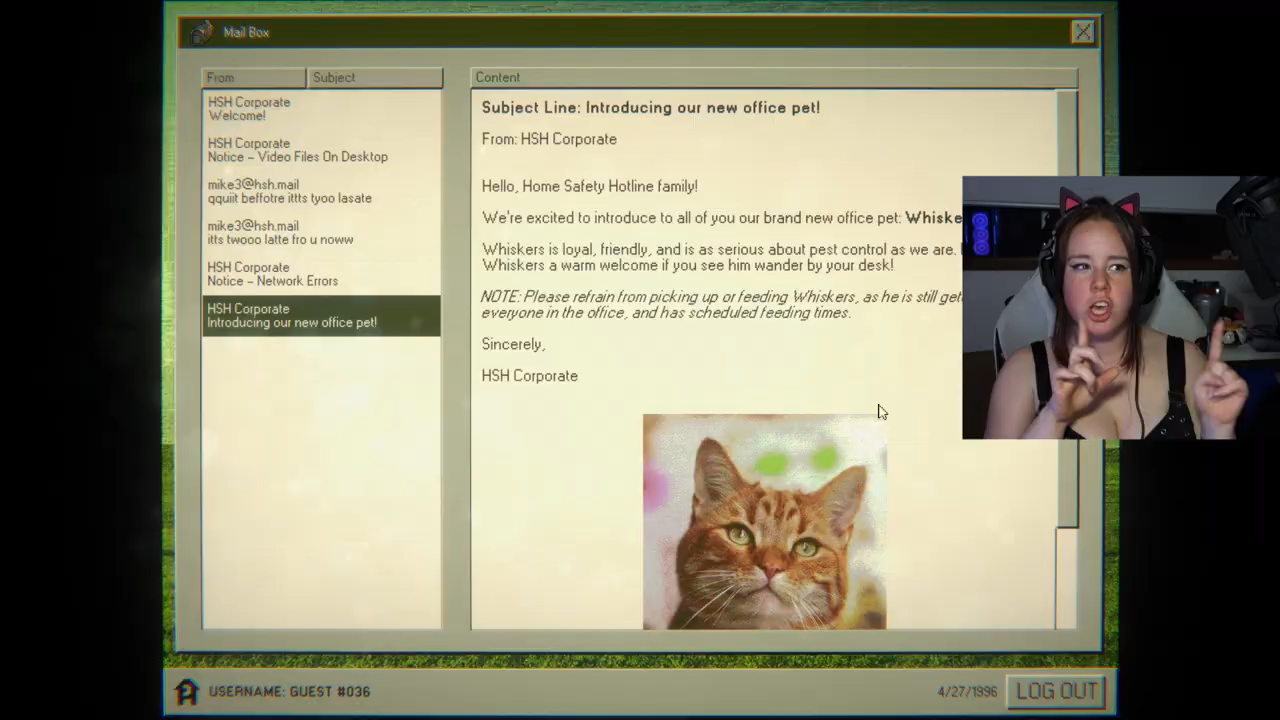 Mail Box
From
Subject
Content
HSH Corporate
Welcome!
HSH Corporate
Notice - Video Files On Desktop
mike3@hsh.mail
qquiit beffotre ittts tyoo lasate
mike3@hsh.mail
itts twooo latte fro u noww
HSH Corporate
Notice - Network Errors
HSH Corporate
Introducing our new office pet!
Subject Line: Introducing our new office pet!
From: HSH Corporate
Hello, Home Safety Hotline family!
We're excited to introduce to all of you our brand new office pet: Whiske
Whiskers is loyal, friendly, and is as serious about pest control as we are.
Whiskers a warm welcome if you see him wander by your desk!
NOTE: Please refrain from picking up or feeding Whiskers, as he is still get
everyone in the office, and has scheduled feeding times.
Sincerely,
HSH Corporate
USERNAME: GUEST #036
4/27/1996
LOG OUT